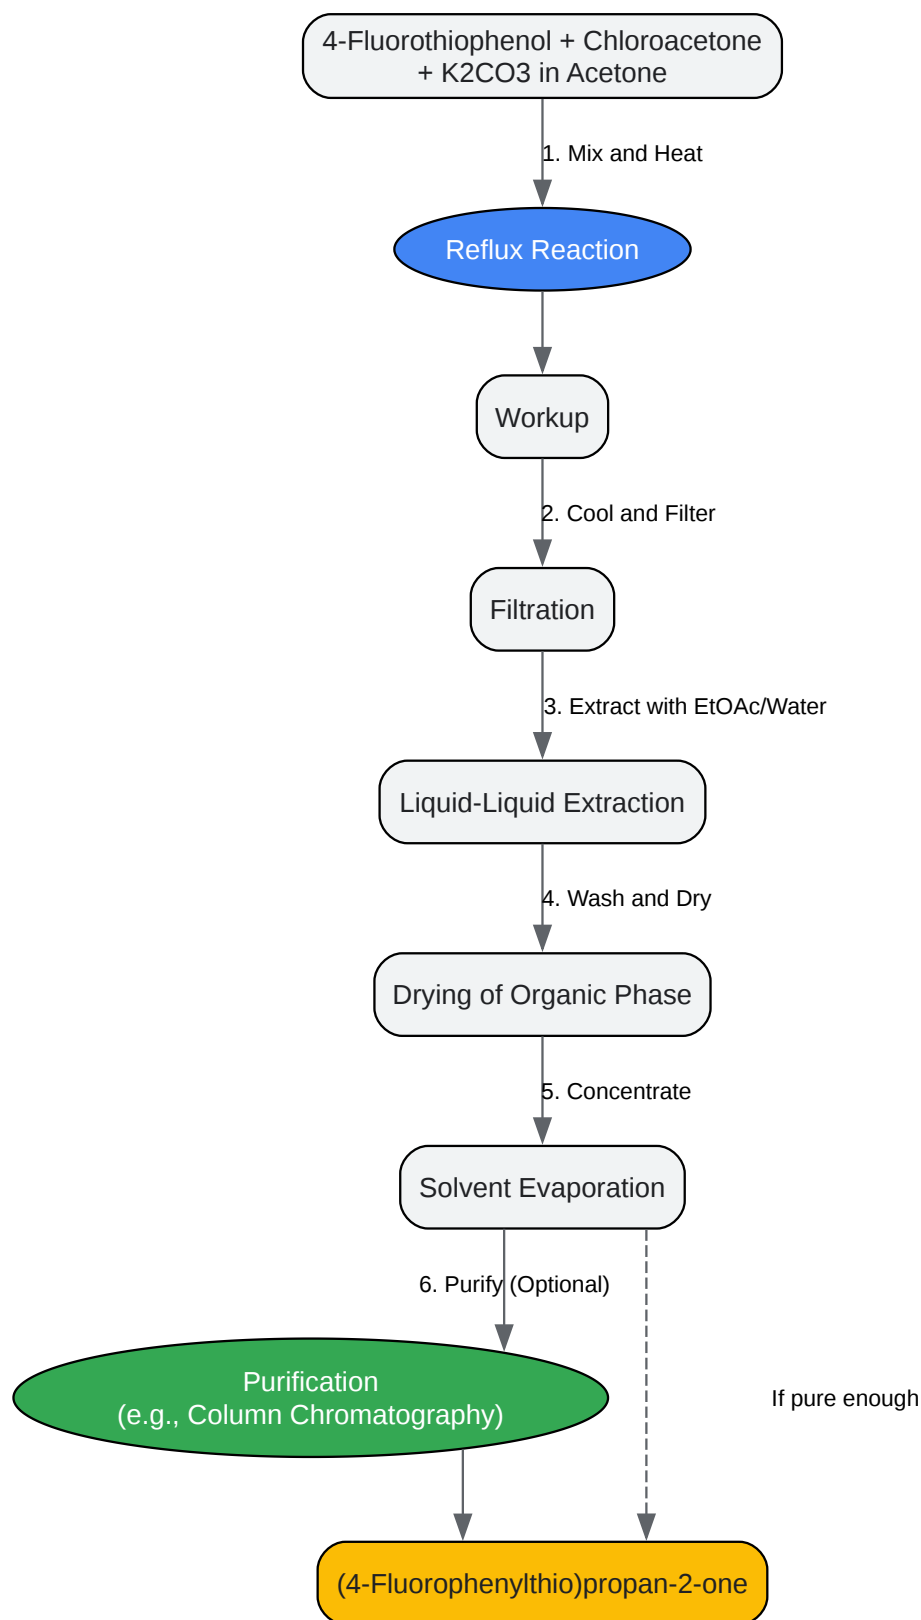 4-Fluorothiophenol + Chloroacetone
+ K2CO3 in Acetone
1. Mix and Heat
Reflux Reaction
Workup
2. Cool and Filter
Filtration
3. Extract with EtOAc/Water
Liquid-Liquid Extraction
4. Wash and Dry
Drying of Organic Phase
5. Concentrate
Solvent Evaporation
6. Purify (Optional)
Purification
(e.g., Column Chromatography)
If pure enough
(4-Fluorophenylthio)propan-2-one